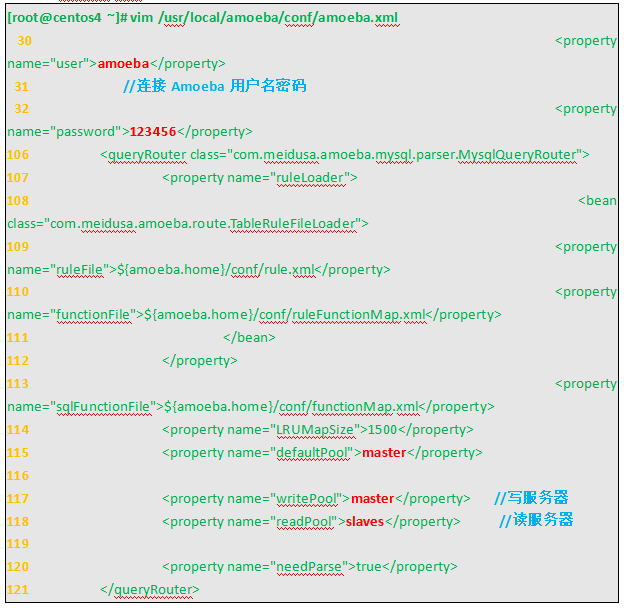 [root@centos4 ~]# vim /usr/local/amoeba/conf/amoeba.xml
30 <property
name="user">amoeba</property>
31 //连接 Amoeba 用户名密码
32 <property
name="password">123456</property>
106 <queryRouter class="com.meidusa.amoeba.mysql.parser.MysqlQueryRouter">
107 <property name="ruleLoader">
108 <bean
class="com.meidusa.amoeba.route.TableRuleFileLoader">
109 <property
name="ruleFile">${amoeba.home}/conf/rule.xml</property>
110 <property
name="functionFile">${amoeba.home}/conf/ruleFunctionMap.xml</property>
111 </bean>
112 </property>
113 <property
name="sqlFunctionFile">${amoeba.home}/conf/functionMap.xml</property>
114 <property name="LRUMapSize">1500</property>
115 <property name="defaultPool">master</property>
116
117 <property name="writePool">master</property> //写服务器
118 <property name="readPool">slaves</property> //读服务器
119
120 <property name="needParse">true</property>
121 </queryRouter>